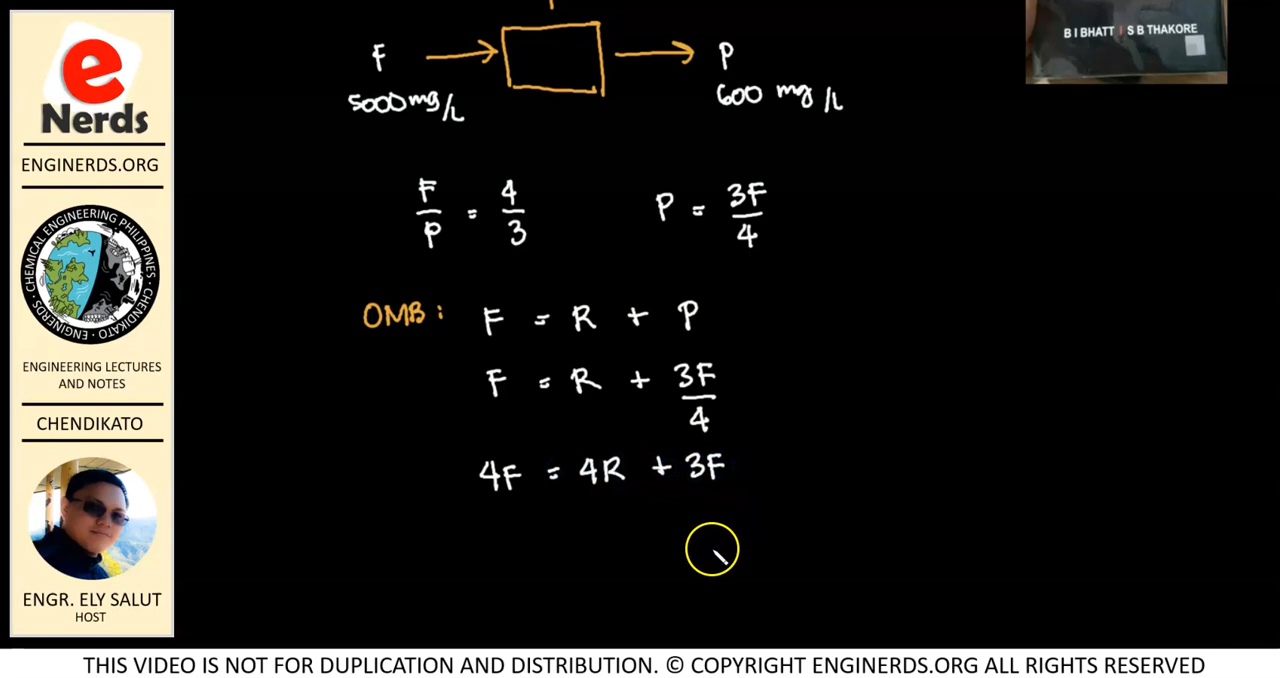 B I BHATT I S B THAKORE
F
P
5000 mg/L
600 mg/L
e
Nerds
ENGINERDS.ORG
CHEMICAL ENGINEERING PHILIPPINES • CHENDIKATO • ENGINERDS •
ENGINEERING LECTURES
AND NOTES
CHENDIKATO
ENGR. ELY SALUT
HOST
F/P = 4/3
P = 3F/4
OMB: F = R + P
F = R + 3F/4
4F = 4R + 3F
THIS VIDEO IS NOT FOR DUPLICATION AND DISTRIBUTION. © COPYRIGHT ENGINERDS.ORG ALL RIGHTS RESERVED